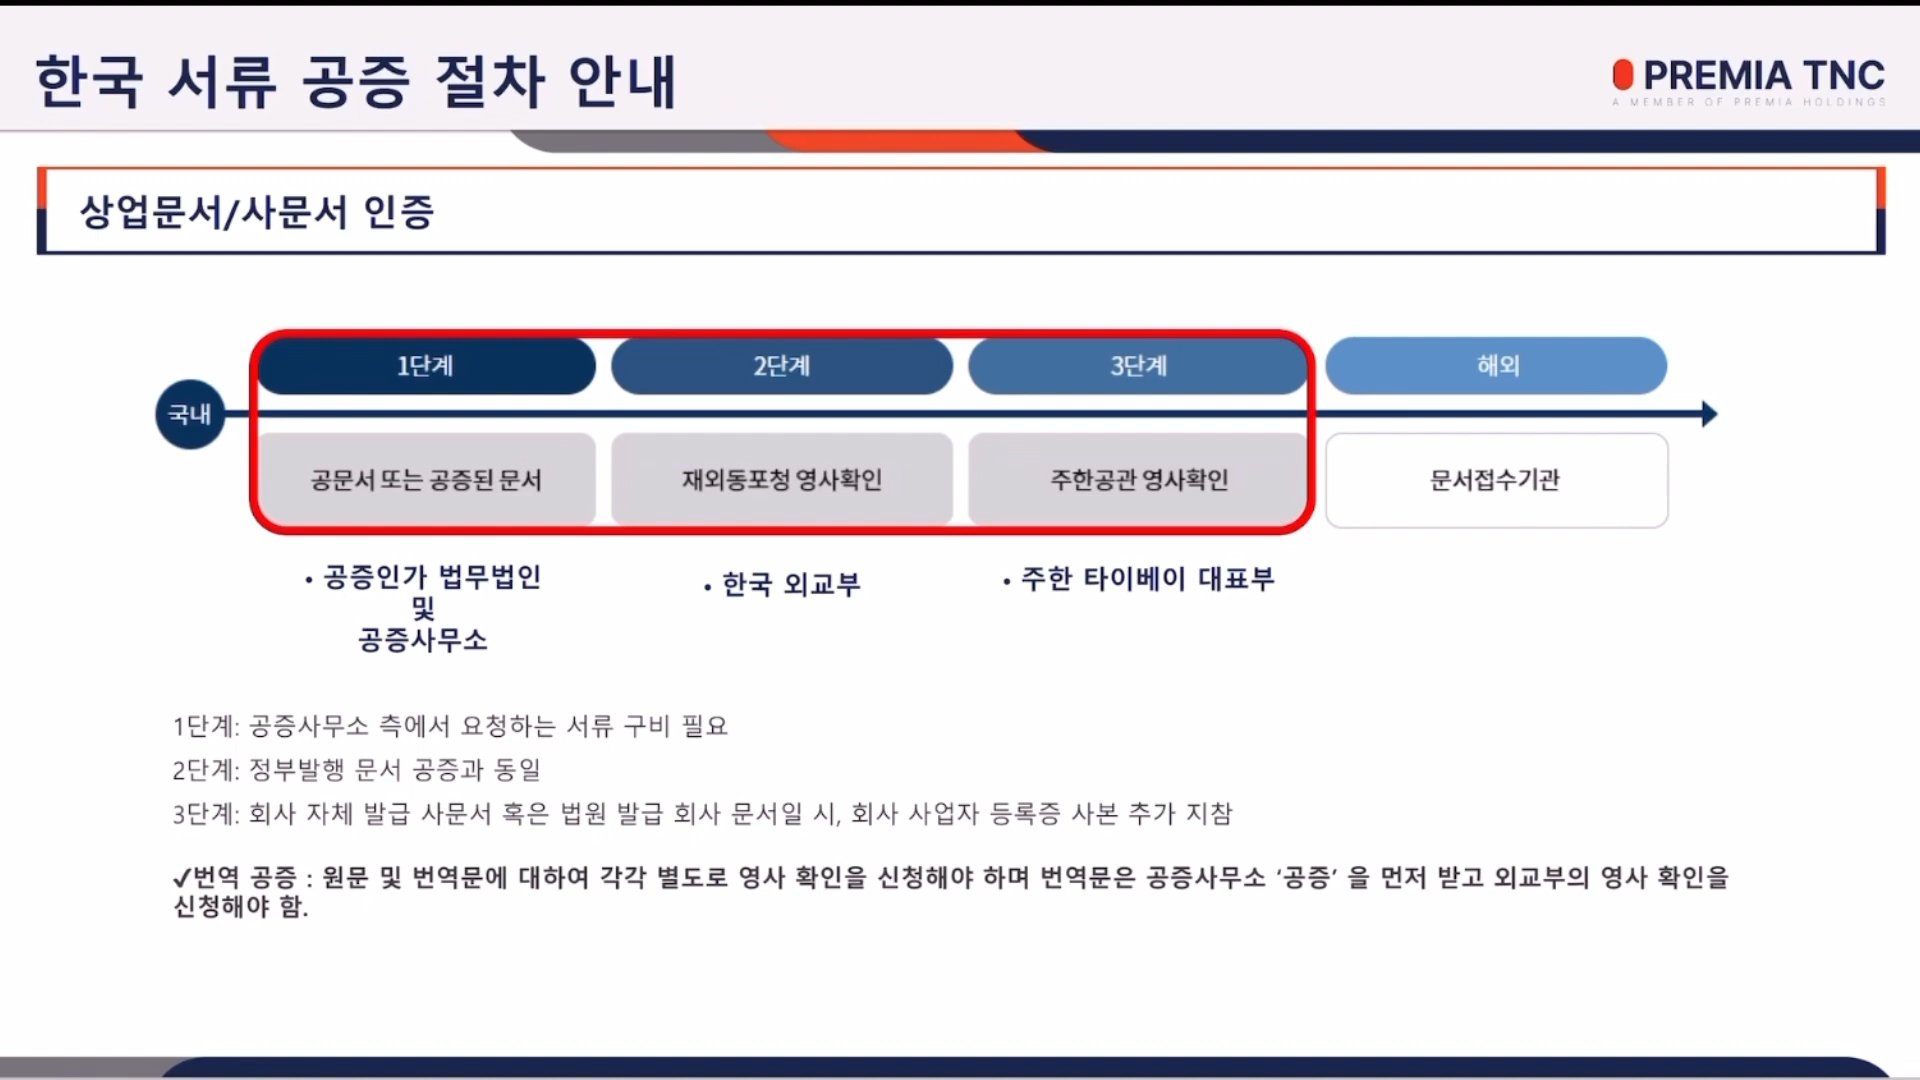 한국 서류 공증 절차 안내
PREMIA TNC
A MEMBER OF PREMIA HOLDINGS
상업문서/사문서 인증
1단계
2단계
3단계
해외
국내
공문서 또는 공증된 문서
재외동포청 영사확인
주한공관 영사확인
문서접수기관
• 공증인가 법무법인
및
공증사무소
• 한국 외교부
• 주한 타이베이 대표부
1단계: 공증사무소 측에서 요청하는 서류 구비 필요
2단계: 정부발행 문서 공증과 동일
3단계: 회사 자체 발급 사문서 혹은 법원 발급 회사 문서일 시, 회사 사업자 등록증 사본 추가 지참
✓번역 공증 : 원문 및 번역문에 대하여 각각 별도로 영사 확인을 신청해야 하며 번역문은 공증사무소 ‘공증’ 을 먼저 받고 외교부의 영사 확인을
신청해야 함.